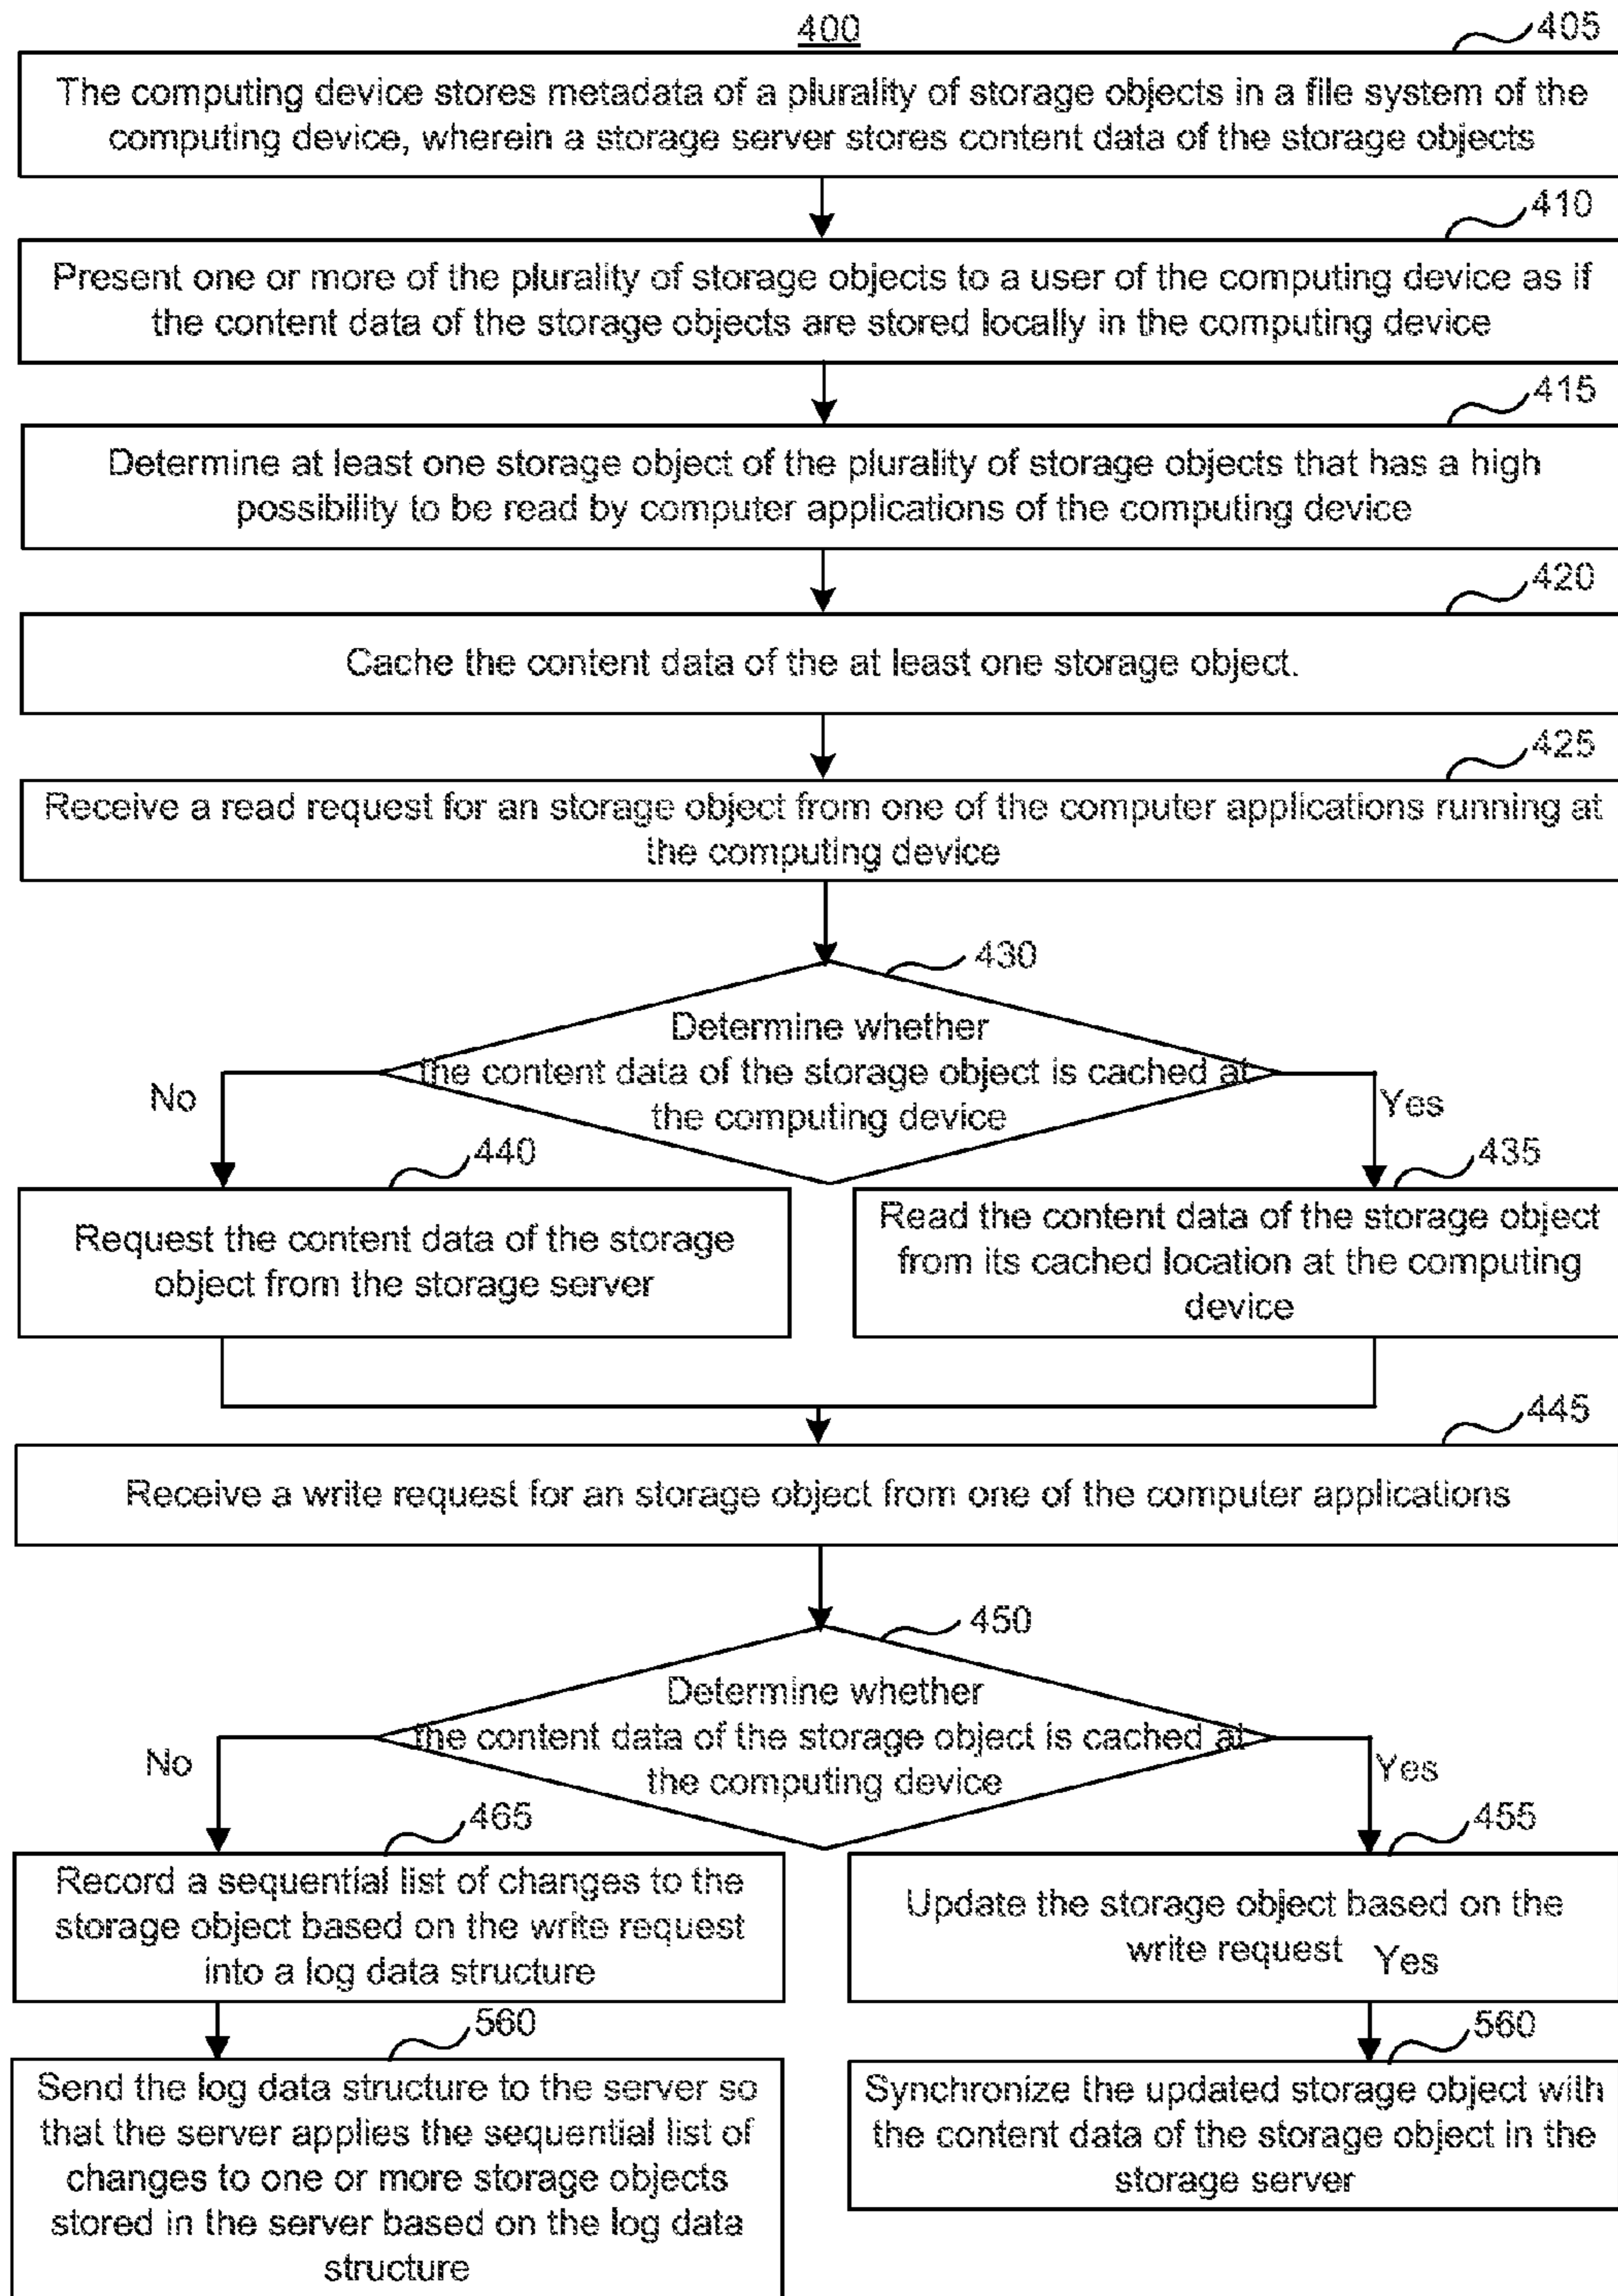 400
405
The computing device stores metadata of a plurality of storage objects in a file system of the
computing device, wherein a storage server stores content data of the storage objects
410
Present one or more of the plurality of storage objects to a user of the computing device as if
the content data of the storage objects are stored locally in the computing device
415
Determine at least one storage object of the plurality of storage objects that has a high
possibility to be read by computer applications of the computing device
420
Cache the content data of the at least one storage object.
425
Receive a read request for an storage object from one of the computer applications running at
the computing device
430
Determine whether
the content data of the storage object is cached at
the computing device
No
Yes
440
435
Request the content data of the storage
object from the storage server
Read the content data of the storage object
from its cached location at the computing
device
445
Receive a write request for an storage object from one of the computer applications
450
Determine whether
the content data of the storage object is cached at
the computing device
No
Yes
465
455
Record a sequential list of changes to the
storage object based on the write request
into a log data structure
Update the storage object based on the
write request
Yes
560
560
Send the log data structure to the server so
that the server applies the sequential list of
changes to one or more storage objects
stored in the server based on the log data
structure
Synchronize the updated storage object with
the content data of the storage object in the
storage server